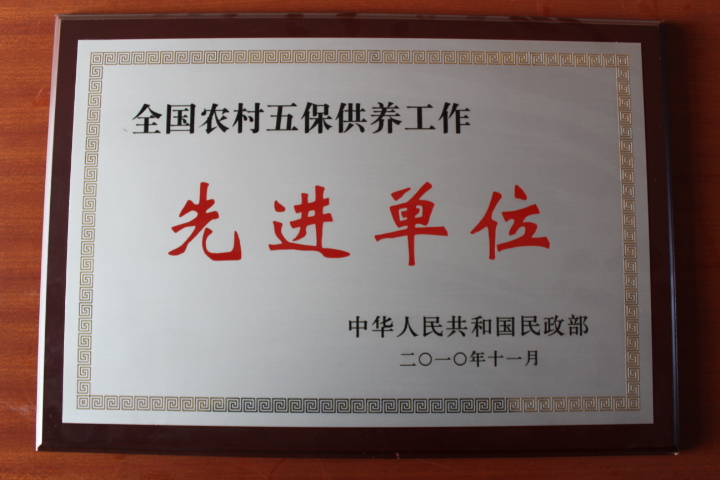 全国农村五保供养工作
先进单位
中华人民共和国民政部
二〇一〇年十一月